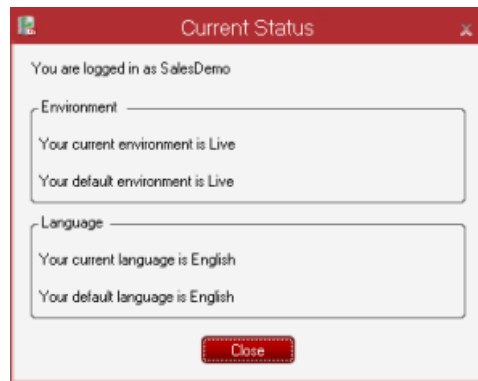 Current Status
You are logged in as SalesDemo
Environment
Your current environment is Live
Your default environment is Live
Language
Your current language is English
Your default language is English
Close